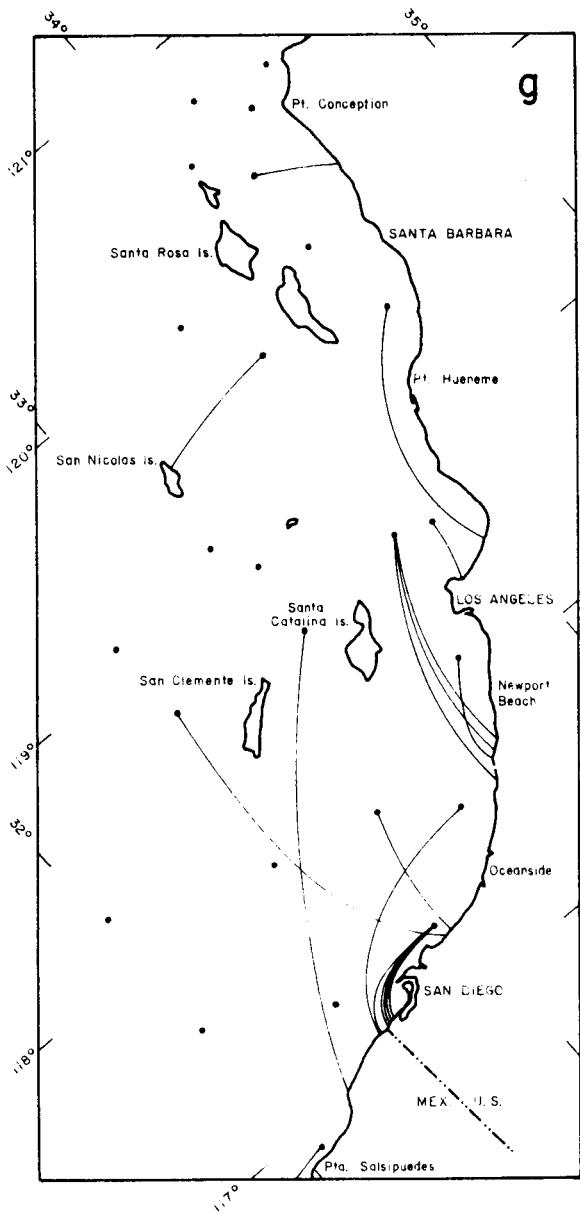 34°
35°
g
Pt. Conception
121°
SANTA BARBARA
Santa Rosa Is.
Pt. Hueneme
33°
120°
San Nicolas Is.
LOS ANGELES
Santa
Catalina Is.
San Clemente Is.
Newport
Beach
119°
32°
Oceanside
SAN DIEGO
118°
MEX. U.S.
Pta. Salsipuedes
117°